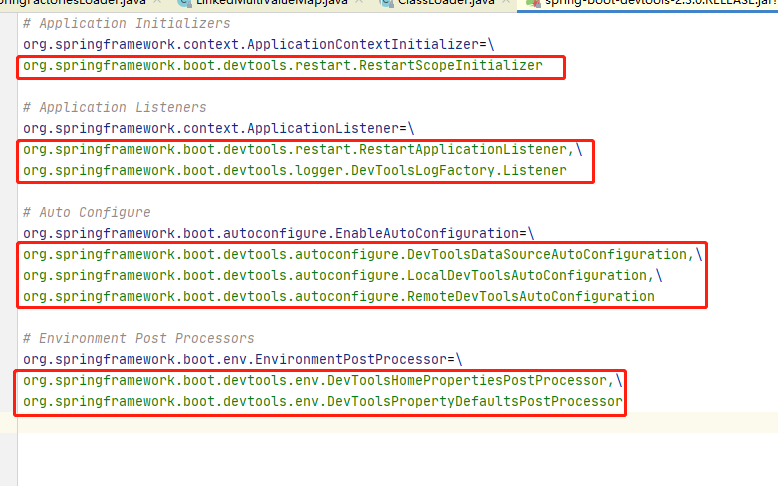 springFactoriesLoader.java LinkedMultiValueMap.java ClassLoader.java spring-boot-devtools-2.3.0.RELEASE.jar!
# Application Initializers
org.springframework.context.ApplicationContextInitializer=\
org.springframework.boot.devtools.restart.RestartScopeInitializer
# Application Listeners
org.springframework.context.ApplicationListener=\
org.springframework.boot.devtools.restart.RestartApplicationListener,\
org.springframework.boot.devtools.logger.DevToolsLogFactory.Listener
# Auto Configure
org.springframework.boot.autoconfigure.EnableAutoConfiguration=\
org.springframework.boot.devtools.autoconfigure.DevToolsDataSourceAutoConfiguration,\
org.springframework.boot.devtools.autoconfigure.LocalDevToolsAutoConfiguration,\
org.springframework.boot.devtools.autoconfigure.RemoteDevToolsAutoConfiguration
# Environment Post Processors
org.springframework.boot.env.EnvironmentPostProcessor=\
org.springframework.boot.devtools.env.DevToolsHomePropertiesPostProcessor,\
org.springframework.boot.devtools.env.DevToolsPropertyDefaultsPostProcessor